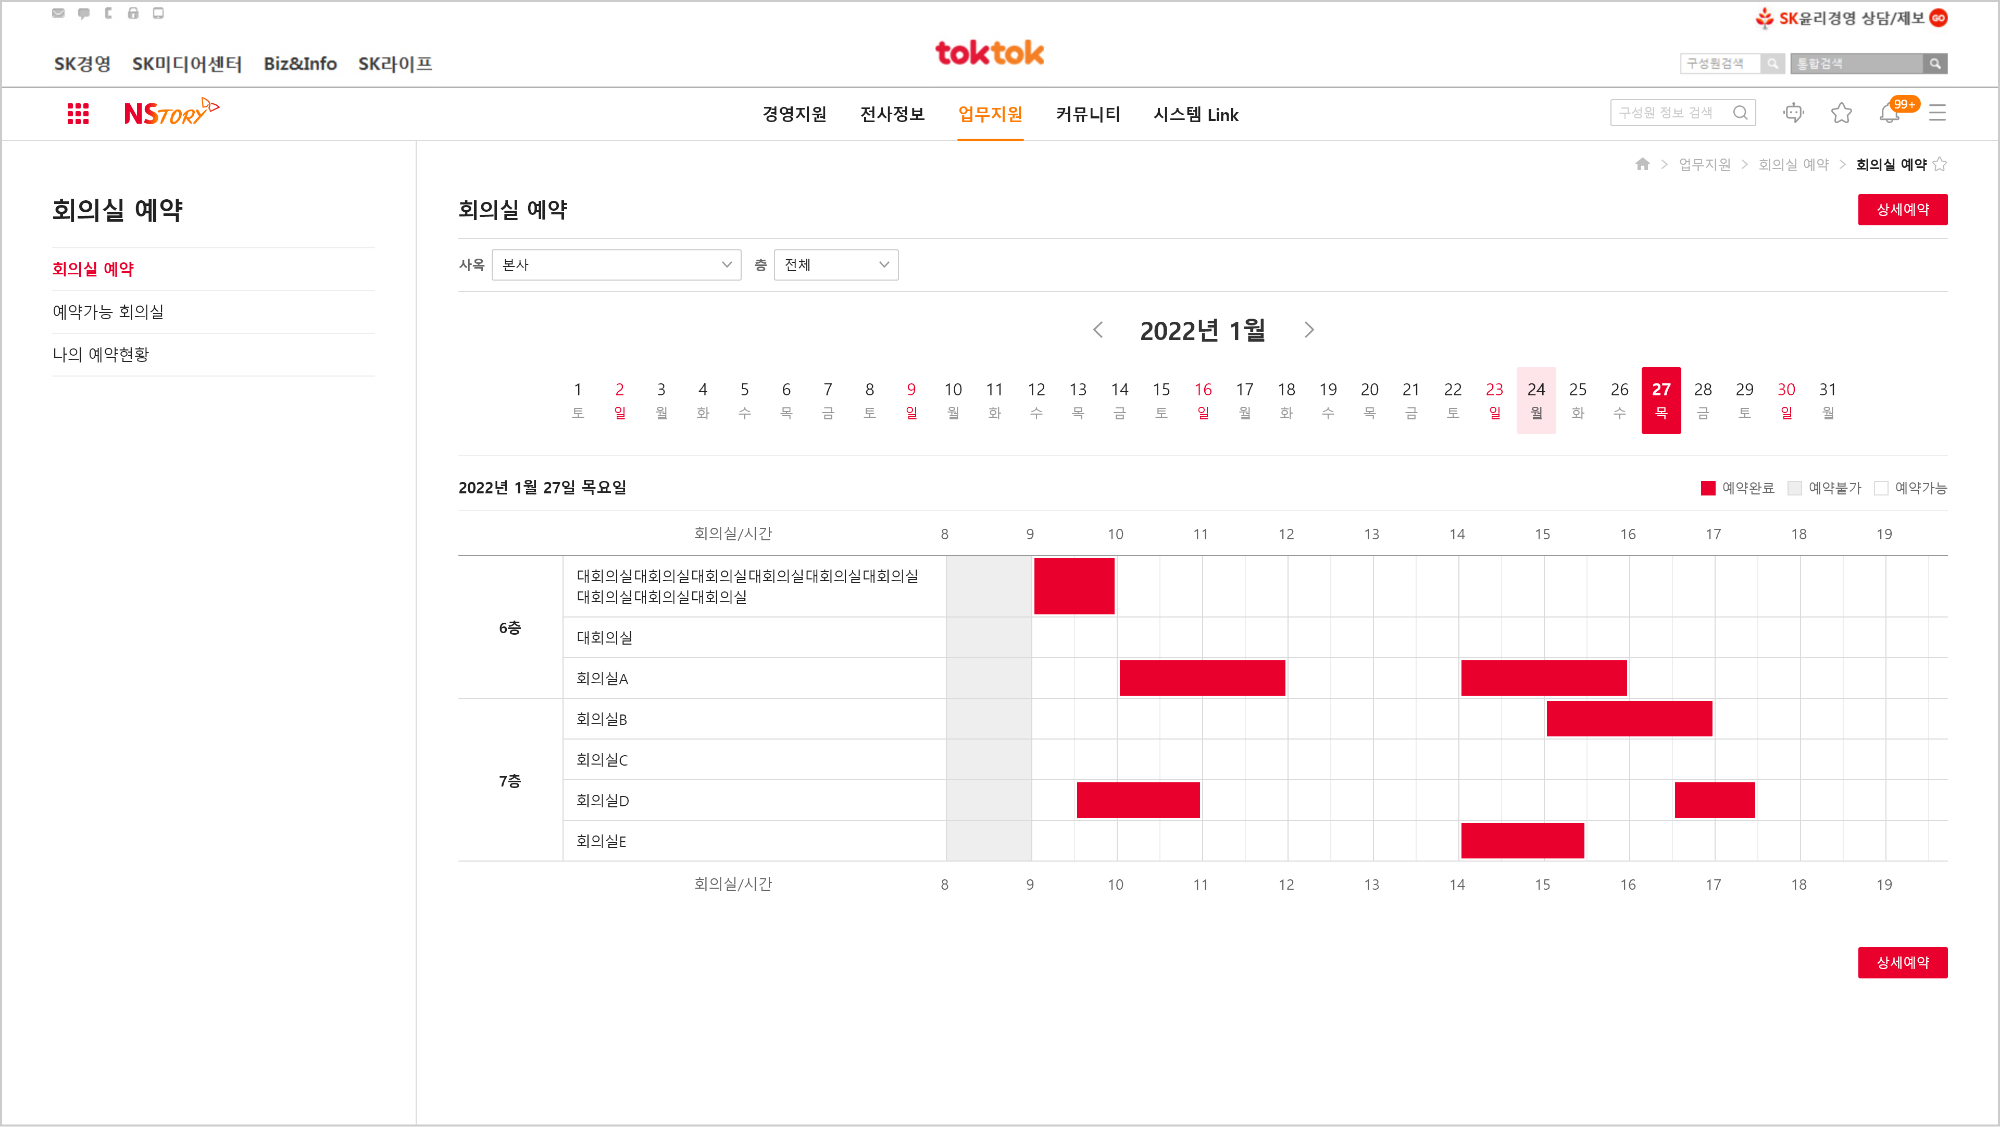 SK윤리경영 상담/제보 GO
SK경영 SK미디어센터 Biz&Info SK라이프
toktok
구성원검색 통합검색
NSTORY
경영지원 전사정보 업무지원 커뮤니티 시스템 Link
구성원 정보 검색
99+
> 업무지원 > 회의실 예약 > 회의실 예약
회의실 예약
회의실 예약
예약가능 회의실
나의 예약현황
회의실 예약
상세예약
사옥 본사 층 전체
< 2022년 1월 >
1 2 3 4 5 6 7 8 9 10 11 12 13 14 15 16 17 18 19 20 21 22 23 24 25 26 27 28 29 30 31
토 일 월 화 수 목 금 토 일 월 화 수 목 금 토 일 월 화 수 목 금 토 일 월 화 수 목 금 토 일 월
2022년 1월 27일 목요일
예약완료 예약불가 예약가능
회의실/시간 8 9 10 11 12 13 14 15 16 17 18 19
6층
대회의실대회의실대회의실대회의실대회의실대회의실
대회의실대회의실대회의실
대회의실
회의실A
7층
회의실B
회의실C
회의실D
회의실E
회의실/시간 8 9 10 11 12 13 14 15 16 17 18 19
상세예약